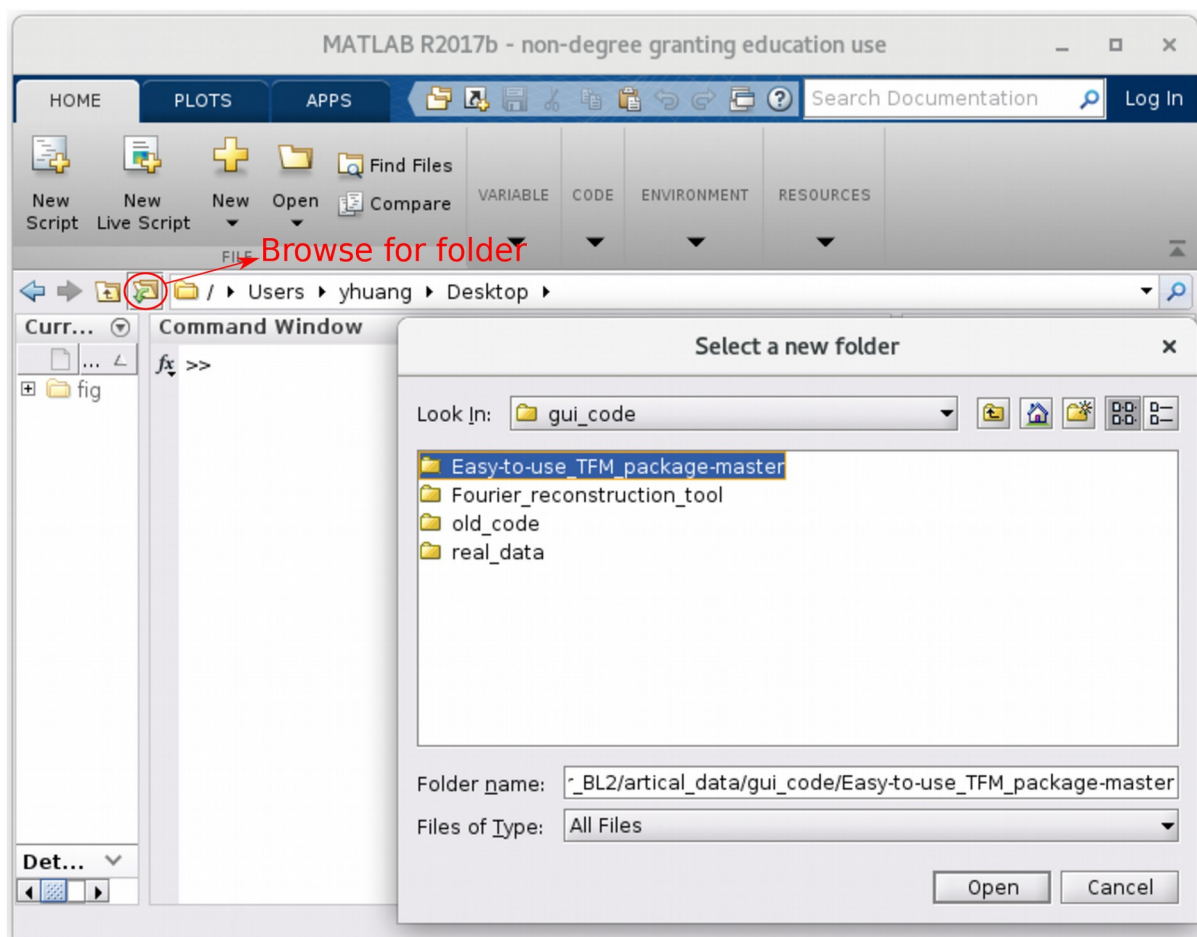 MATLAB R2017b - non-degree granting education use
HOME PLOTS APPS Search Documentation Log In
New Script
New Live Script
New
Open
Find Files
Compare
VARIABLE CODE ENVIRONMENT RESOURCES
FILE
Browse for folder
/ Users yhuang Desktop
Curr...
Command Window
...
fx >>
fig
Select a new folder
Look In: gui_code
Easy-to-use_TFM_package-master
Fourier_reconstruction_tool
old_code
real_data
Folder name: _BL2/artical_data/gui_code/Easy-to-use_TFM_package-master
Files of Type: All Files
Det...
Open Cancel